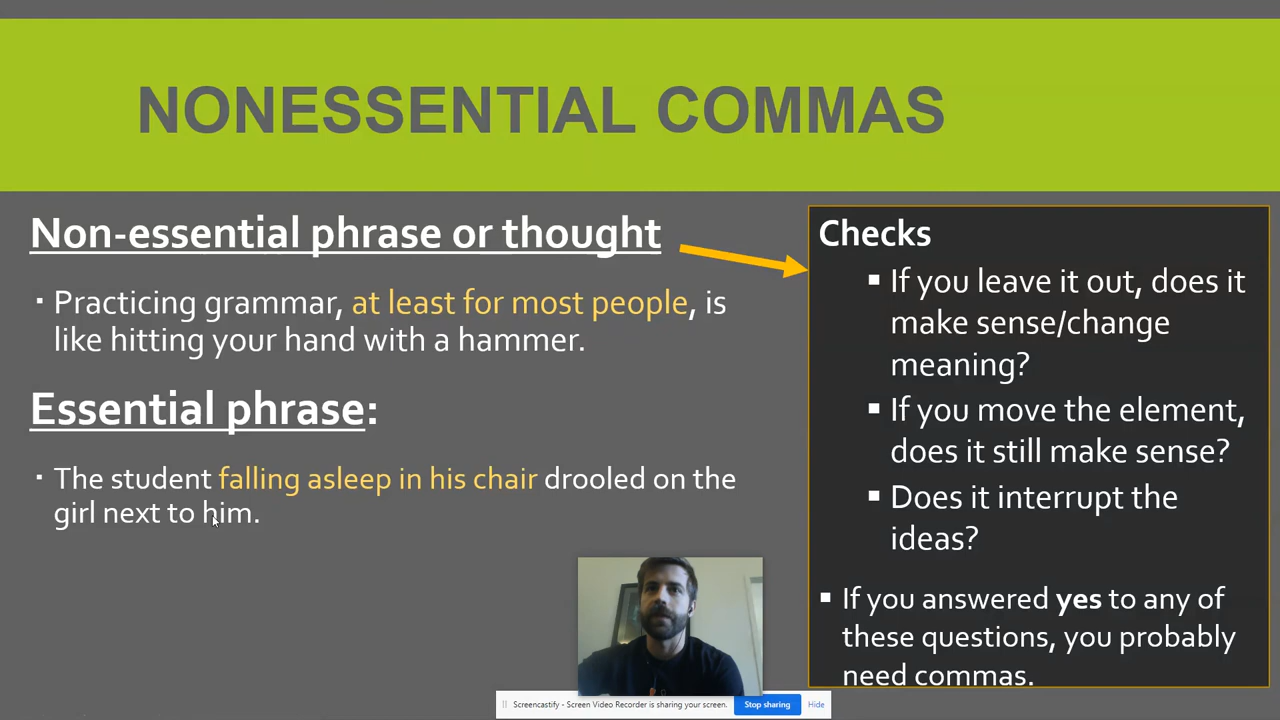 NONESSENTIAL COMMAS
Non-essential phrase or thought
▪ Practicing grammar, at least for most people, is
like hitting your hand with a hammer.
Essential phrase:
▪ The student falling asleep in his chair drooled on the
girl next to him.
Checks
▪ If you leave it out, does it
make sense/change
meaning?
▪ If you move the element,
does it still make sense?
▪ Does it interrupt the
ideas?
▪ If you answered yes to any of
these questions, you probably
need commas.
Screencastify - Screen Video Recorder is sharing your screen. Stop sharing Hide